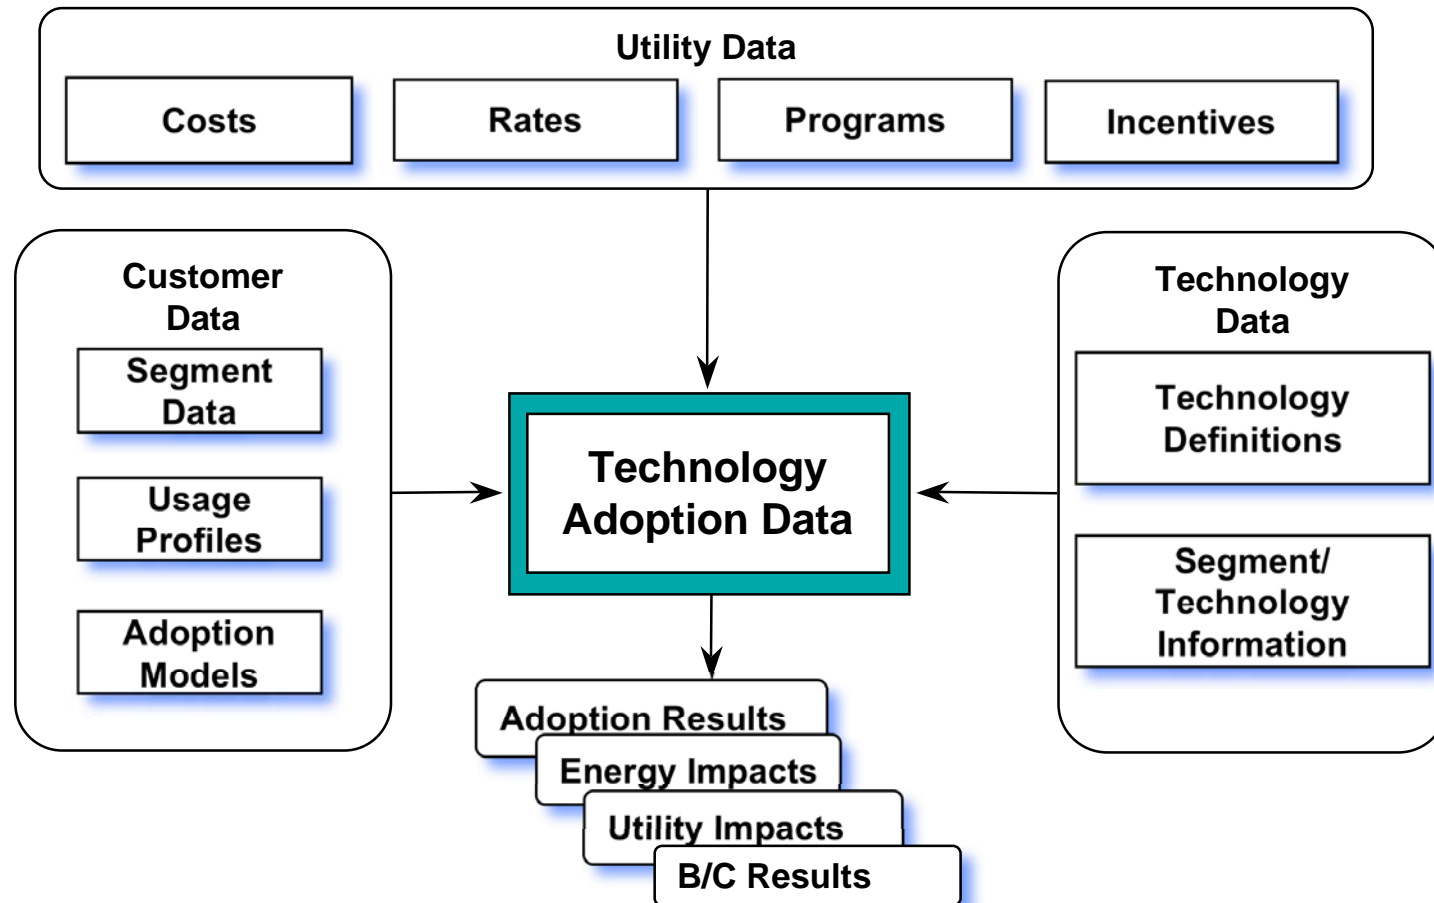 Utility Data
Costs
Rates
Programs
Incentives
Customer
Data
Segment
Data
Usage
Profiles
Adoption
Models
Technology
Adoption Data
Technology
Data
Technology
Definitions
Segment/
Technology
Information
Adoption Results
Energy Impacts
Utility Impacts
B/C Results